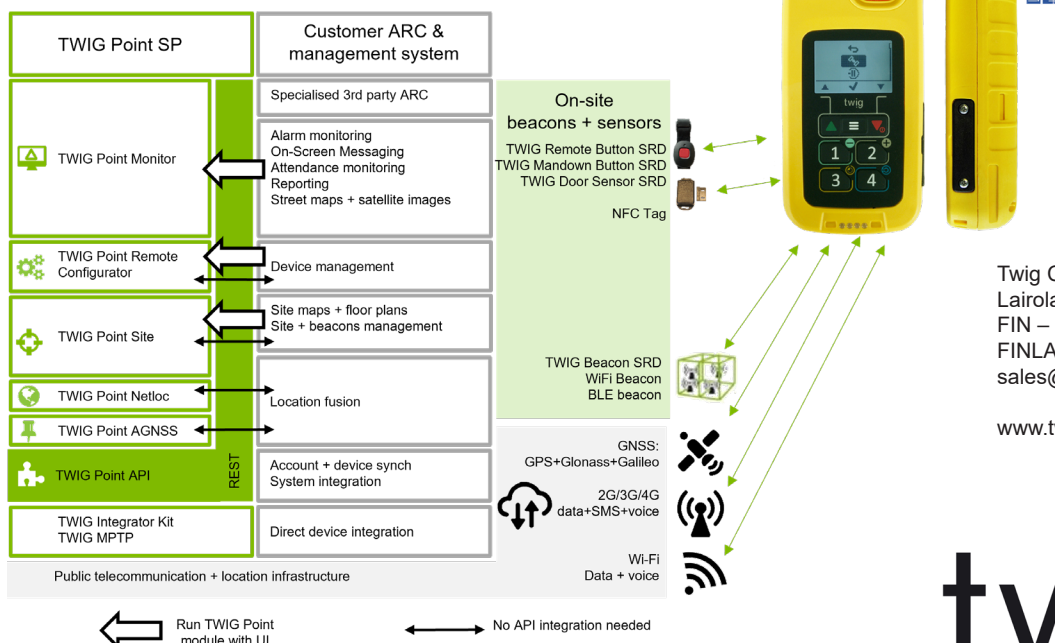 TWIG Point SP
Customer ARC &
management system
Specialised 3rd party ARC
TWIG Point Monitor
Alarm monitoring
On-Screen Messaging
Attendance monitoring
Reporting
Street maps + satellite images
TWIG Point Remote
Configurator
Device management
TWIG Point Site
Site maps + floor plans
Site + beacons management
TWIG Point Netloc
Location fusion
TWIG Point AGNSS
TWIG Point API
REST
Account + device synch
System integration
TWIG Integrator Kit
TWIG MPTP
Direct device integration
Public telecommunication + location infrastructure
On-site
beacons + sensors
TWIG Remote Button SRD
TWIG Mandown Button SRD
TWIG Door Sensor SRD
NFC Tag
TWIG Beacon SRD
WiFi Beacon
BLE beacon
GNSS:
GPS+Glonass+Galileo
2G/3G/4G
data+SMS+voice
Wi-Fi
Data + voice
Run TWIG Point
module with UI
No API integration needed
twig
1 2
3 4
Twig
FIN –
sales@